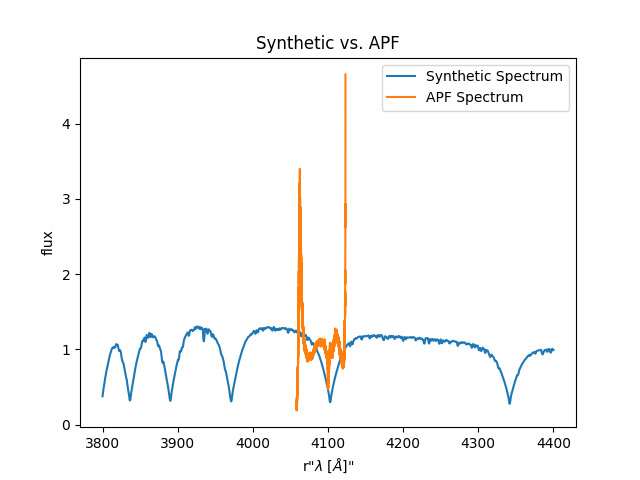 Synthetic vs. APF
Synthetic Spectrum
APF Spectrum
flux
4
3
2
1
0
3800 3900 4000 4100 4200 4300 4400
r"λ [Å]"